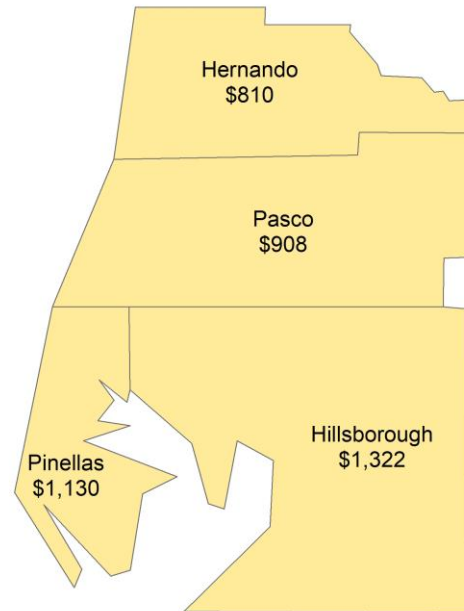 Hernando
$810
Pasco
$908
Hillsborough
$1,322
Pinellas
$1,130